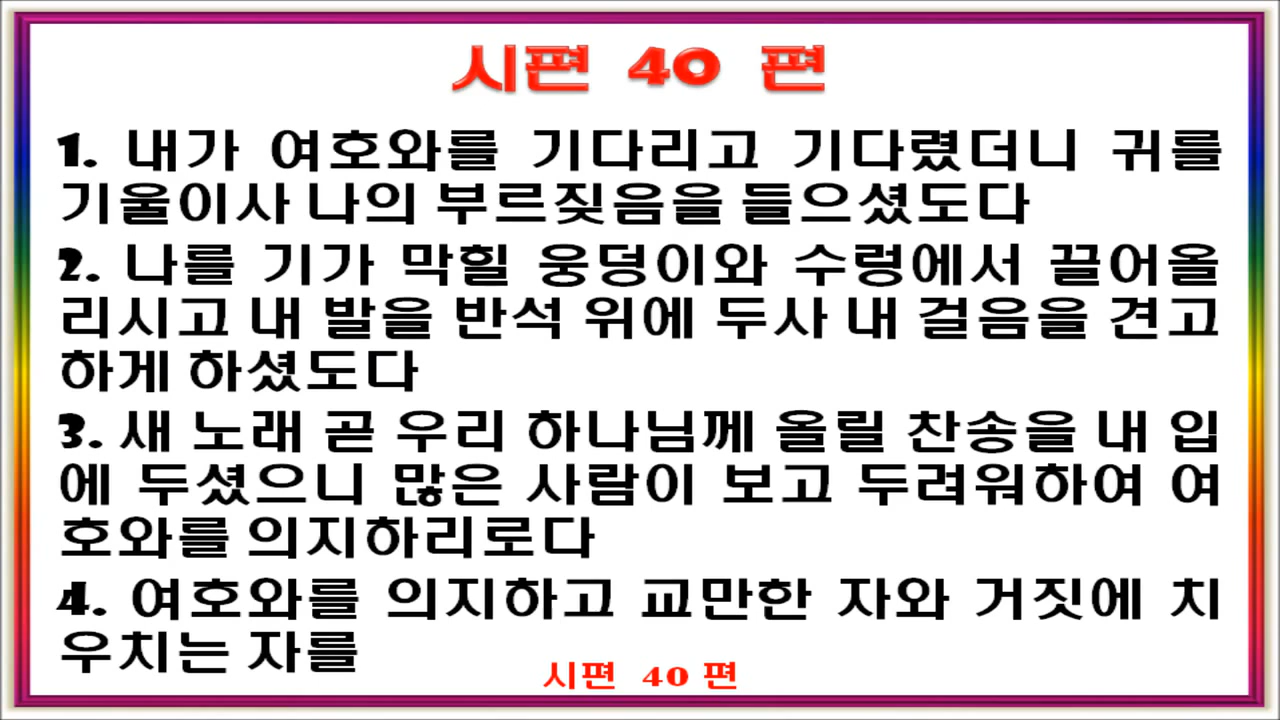 시편 40 편
1. 내가 여호와를 기다리고 기다렸더니 귀를
기울이사 나의 부르짖음을 들으셨도다
2. 나를 기가 막힐 웅덩이와 수렁에서 끌어올
리시고 내 발을 반석 위에 두사 내 걸음을 견고
하게 하셨도다
3. 새 노래 곧 우리 하나님께 올릴 찬송을 내 입
에 두셨으니 많은 사람이 보고 두려워하여 여
호와를 의지하리로다
4. 여호와를 의지하고 교만한 자와 거짓에 치
우치는 자를
시편 40 편